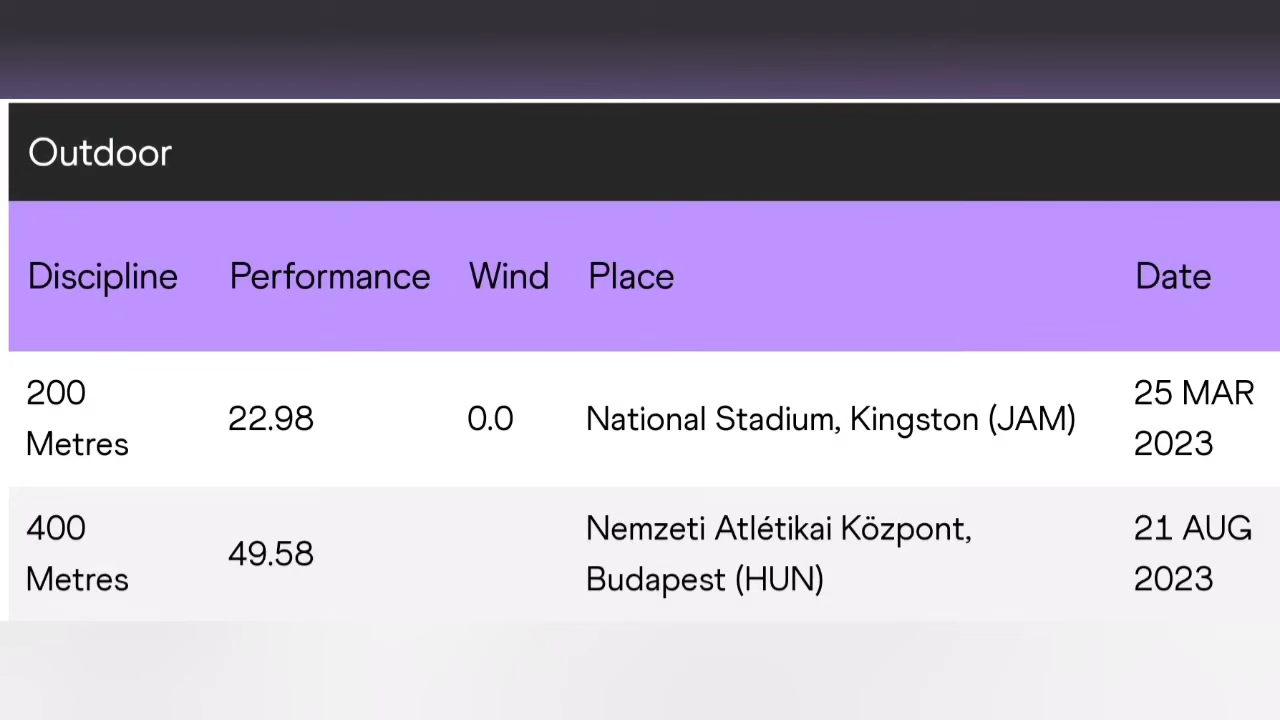 Outdoor
Discipline Performance Wind Place Date
200 Metres 22.98 0.0 National Stadium, Kingston (JAM) 25 MAR 2023
400 Metres 49.58 Nemzeti Atlétikai Központ, Budapest (HUN) 21 AUG 2023